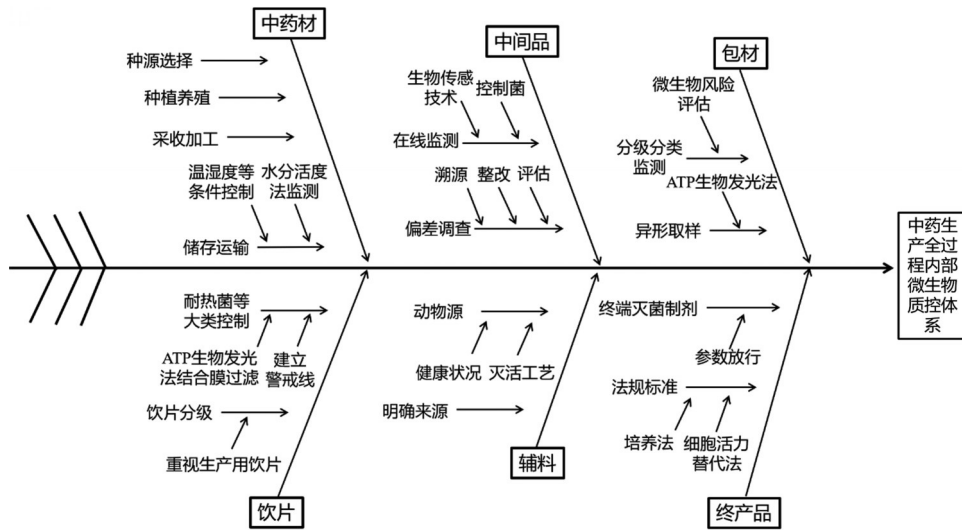 中药材
种源选择
种植养殖
采收加工
温湿度等
条件控制
水分活度
法监测
储存运输
中间品
生物传感
技术
控制菌
在线监测
溯源
整改
评估
偏差调查
包材
微生物风险
评估
分级分类
监测
ATP生物发光法
异形取样
中药生
产全过
程内部
微生物
质控体
系
耐热菌等
大类控制
ATP生物发光
法结合膜过滤
建立
警戒线
饮片分级
重视生产用饮片
饮片
动物源
健康状况
灭活工艺
明确来源
辅料
终端灭菌制剂
参数放行
法规标准
培养法
细胞活力
替代法
终产品